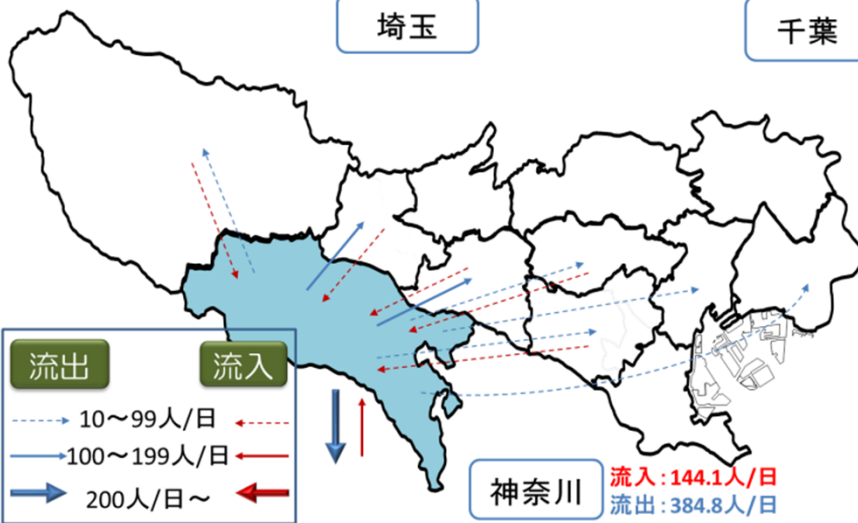 埼玉
千葉
流出
流入
10～99人/日
100～199人/日
200人/日～
神奈川
流入：144.1人/日
流出：384.8人/日